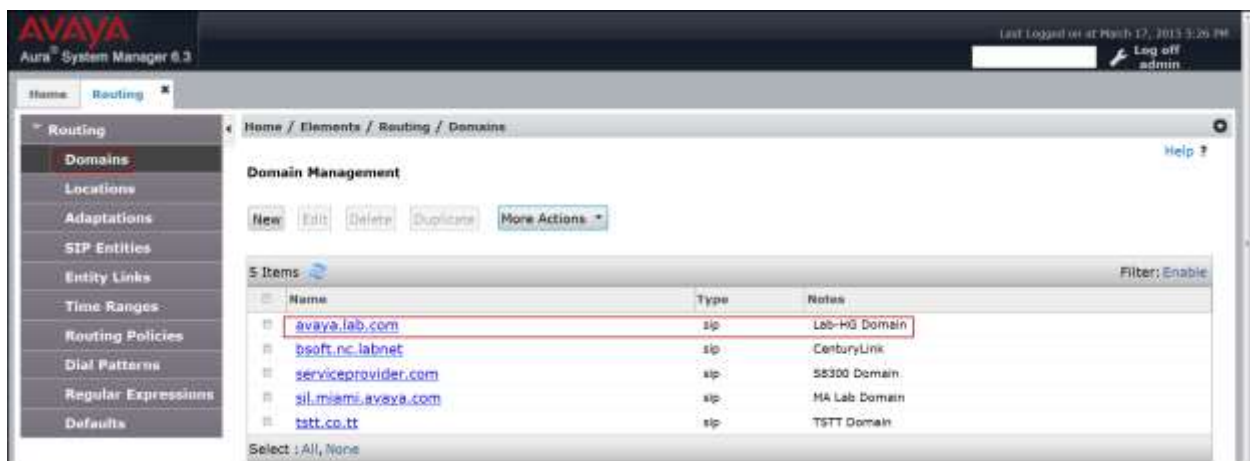 AVAYA
Aura® System Manager 6.3
Last Logged on at March 17, 2015 5:26 PM
Log off
admin
Home Routing ✖
Routing
Domains
Locations
Adaptations
SIP Entities
Entity Links
Time Ranges
Routing Policies
Dial Patterns
Regular Expressions
Defaults
Home / Elements / Routing / Domains
Help ?
Domain Management
New Edit Delete Duplicate More Actions
5 Items Filter: Enable
Name Type Notes
avaya.lab.com sip Lab-HG Domain
bsoft.nc.labnet sip CenturyLink
serviceprovider.com sip S8300 Domain
sil.miami.avaya.com sip MA Lab Domain
tstt.co.tt sip TSTT Domain
Select : All, None